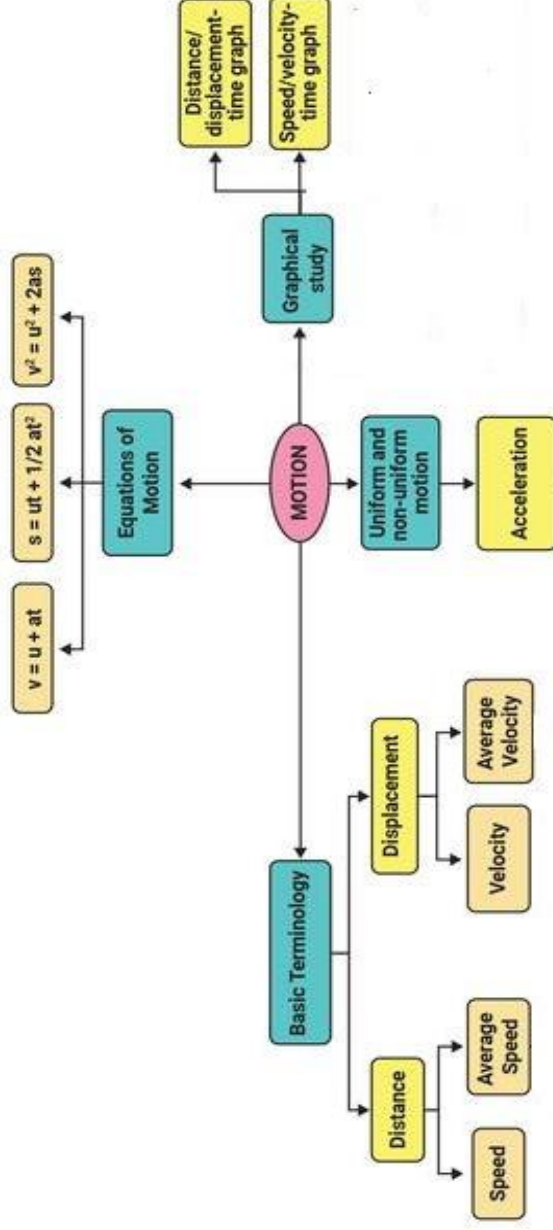 v = u + at
s = ut + 1/2 at²
v² = u² + 2as
Equations of
Motion
MOTION
Basic Terminology
Distance
Speed
Average
Speed
Displacement
Velocity
Average
Velocity
Uniform and
non-uniform
motion
Acceleration
Graphical
study
Distance/
displacement-
time graph
Speed/velocity-
time graph